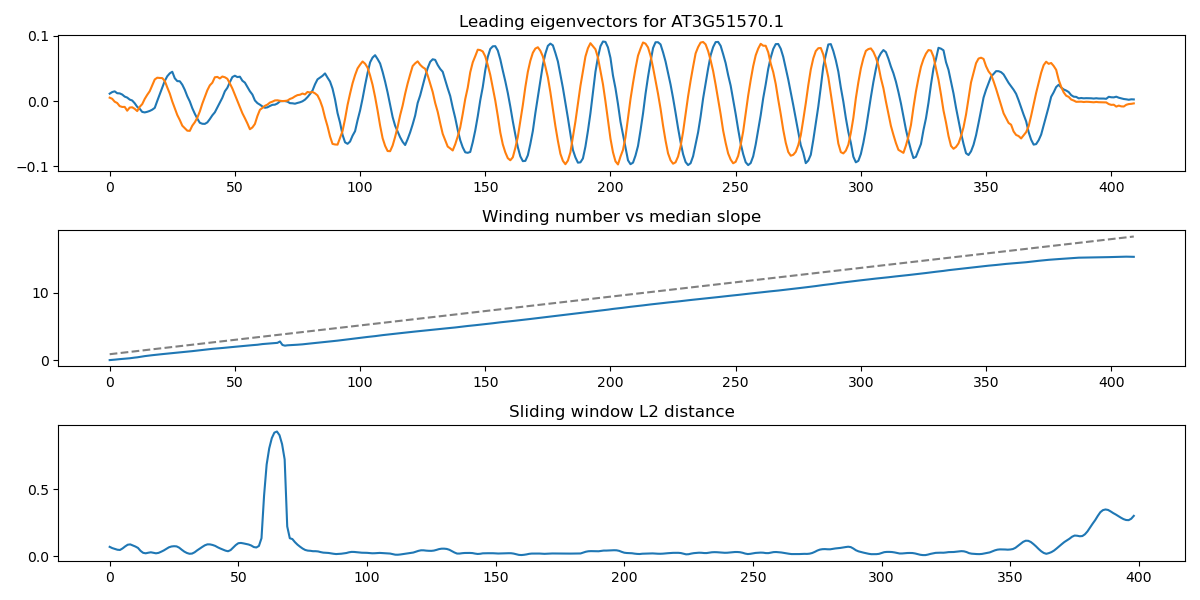 Leading eigenvectors for AT3G51570.1
0.1
0.0
−0.1
0 50 100 150 200 250 300 350 400
Winding number vs median slope
10
0
0 50 100 150 200 250 300 350 400
Sliding window L2 distance
0.5
0.0
0 50 100 150 200 250 300 350 400